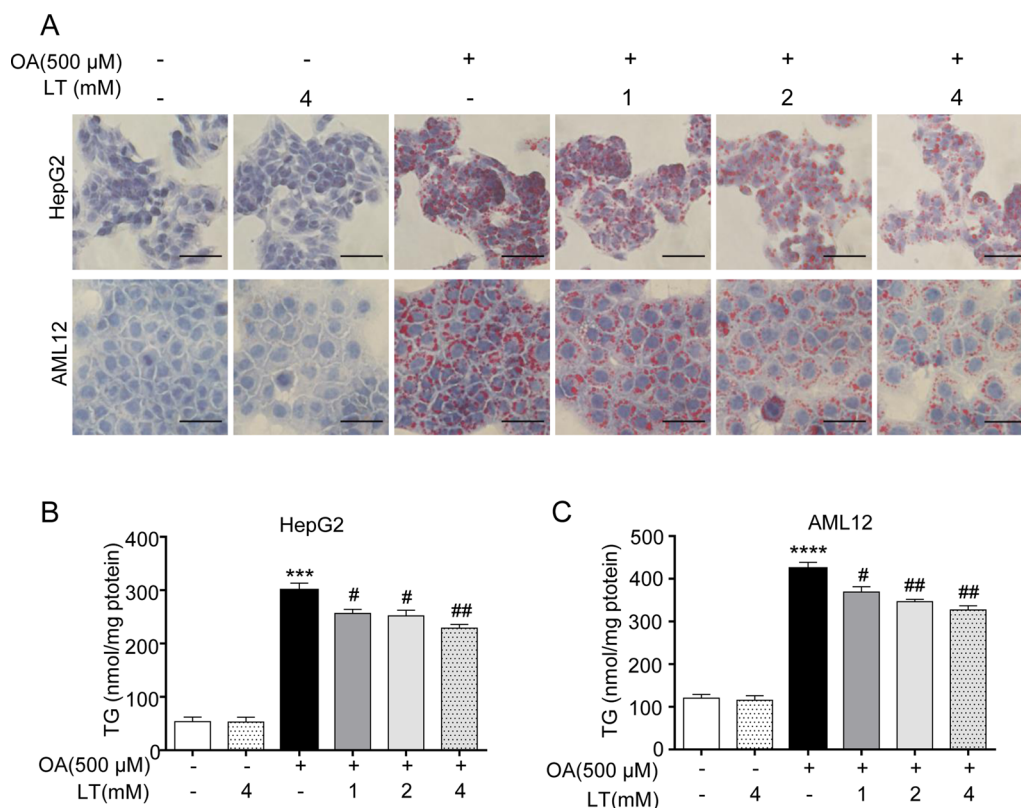 A
OA(500 μM) - - + + + +
LT (mM) - 4 - 1 2 4
HepG2
AML12
B
HepG2
TG (nmol/mg ptotein)
400
300
200
100
0
*** # # ##
OA(500 μM) - - + + + +
LT(mM) - 4 - 1 2 4
C
AML12
TG (nmol/mg ptotein)
500
400
300
200
100
0
**** # ## ##
OA(500 μM) - - + + + +
LT(mM) - 4 - 1 2 4